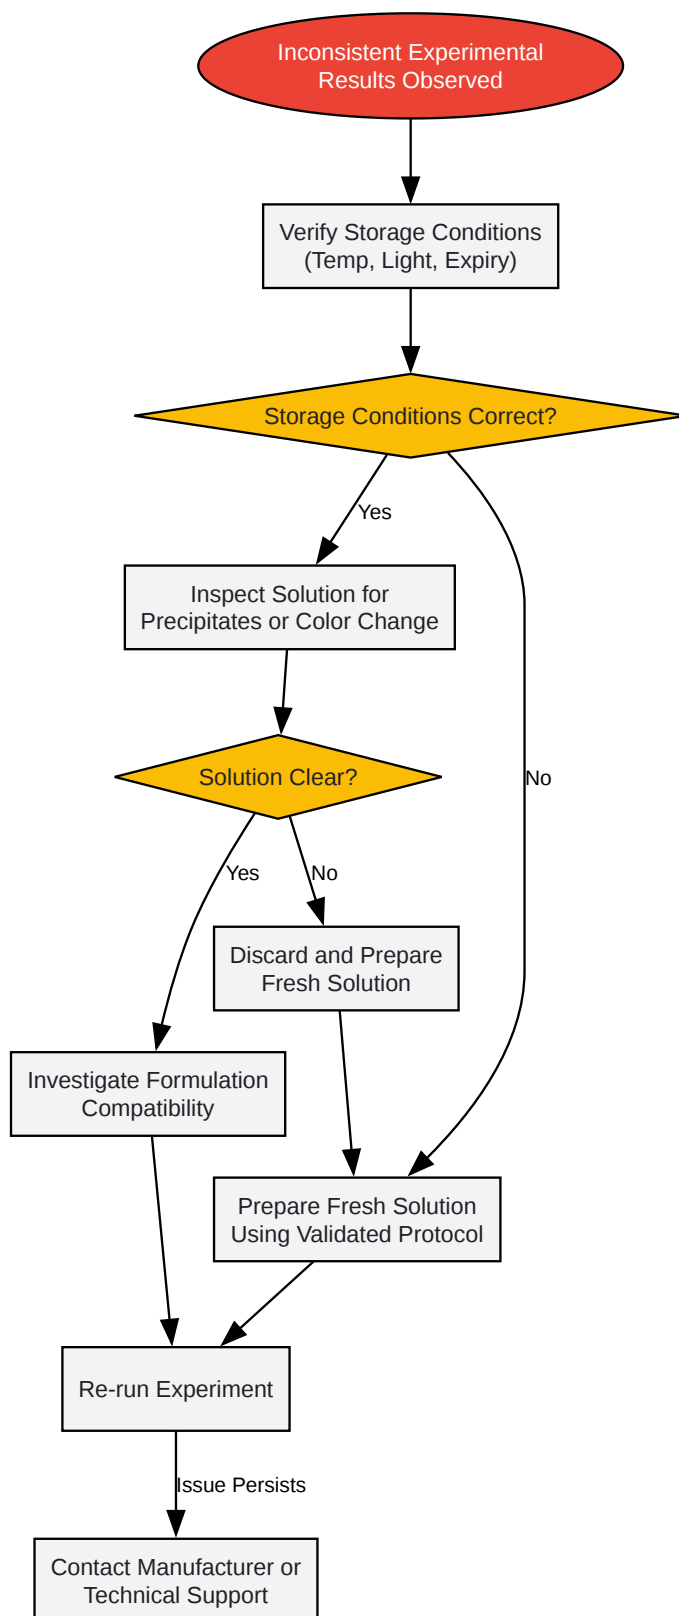 Inconsistent Experimental
Results Observed
Verify Storage Conditions
(Temp, Light, Expiry)
Storage Conditions Correct?
Yes
Inspect Solution for
Precipitates or Color Change
Solution Clear?
No
Yes
No
Discard and Prepare
Fresh Solution
Investigate Formulation
Compatibility
Prepare Fresh Solution
Using Validated Protocol
Re-run Experiment
Issue Persists
Contact Manufacturer or
Technical Support